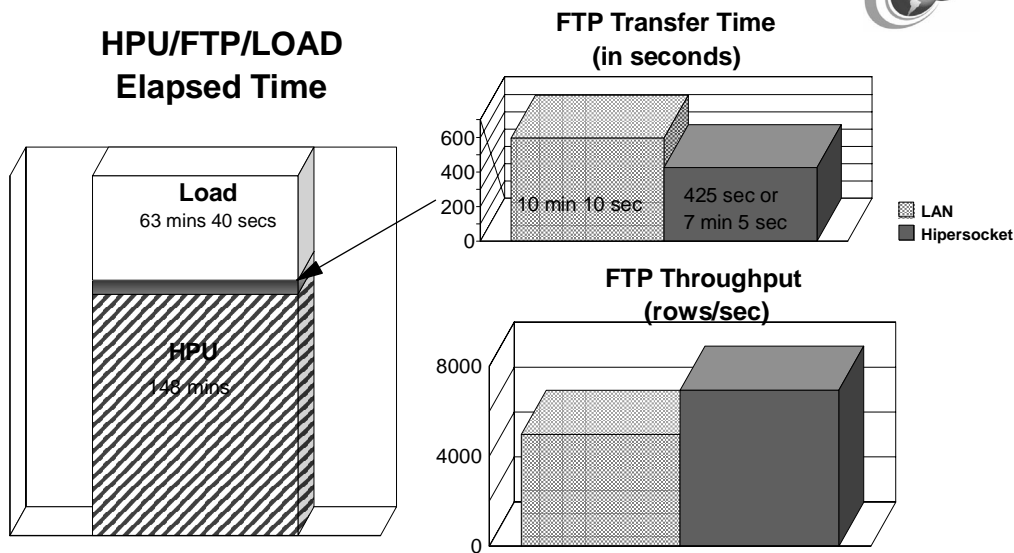 HPU/FTP/LOAD
Elapsed Time
Load
63 mins 40 secs
HPU
148 mins
FTP Transfer Time
(in seconds)
600
400
200
0
10 min 10 sec
425 sec or
7 min 5 sec
LAN
Hipersocket
FTP Throughput
(rows/sec)
8000
4000
0